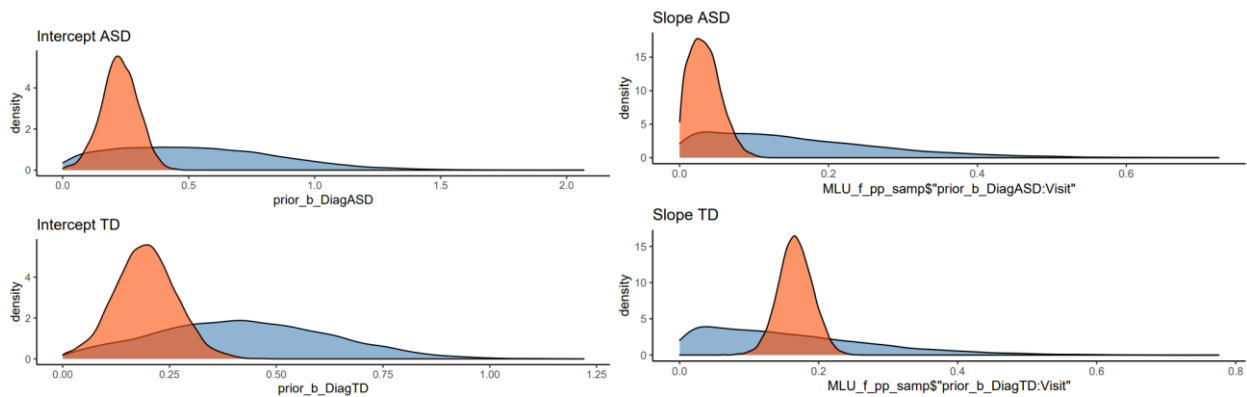 Intercept ASD
density
4
2
0
0.0 0.5 1.0 1.5 2.0
prior_b_DiagASD
Slope ASD
density
15
10
5
0
0.0 0.2 0.4 0.6
MLU_f_pp_samp$"prior_b_DiagASD:Visit"
Intercept TD
density
4
2
0
0.00 0.25 0.50 0.75 1.00 1.25
prior_b_DiagTD
Slope TD
density
15
10
5
0
0.0 0.2 0.4 0.6 0.8
MLU_f_pp_samp$"prior_b_DiagTD:Visit"